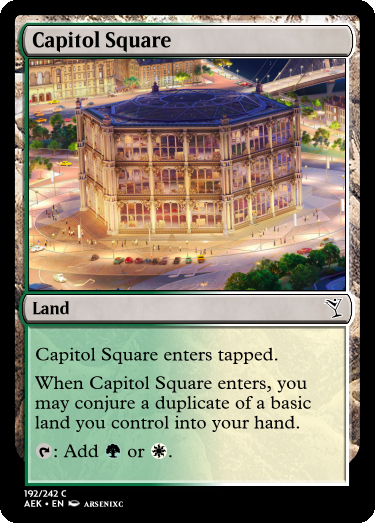 Capitol Square
Land
Capitol Square enters tapped.
When Capitol Square enters, you
may conjure a duplicate of a basic
land you control into your hand.
: Add or .
192/242 C
AEK • EN ARSENIXC